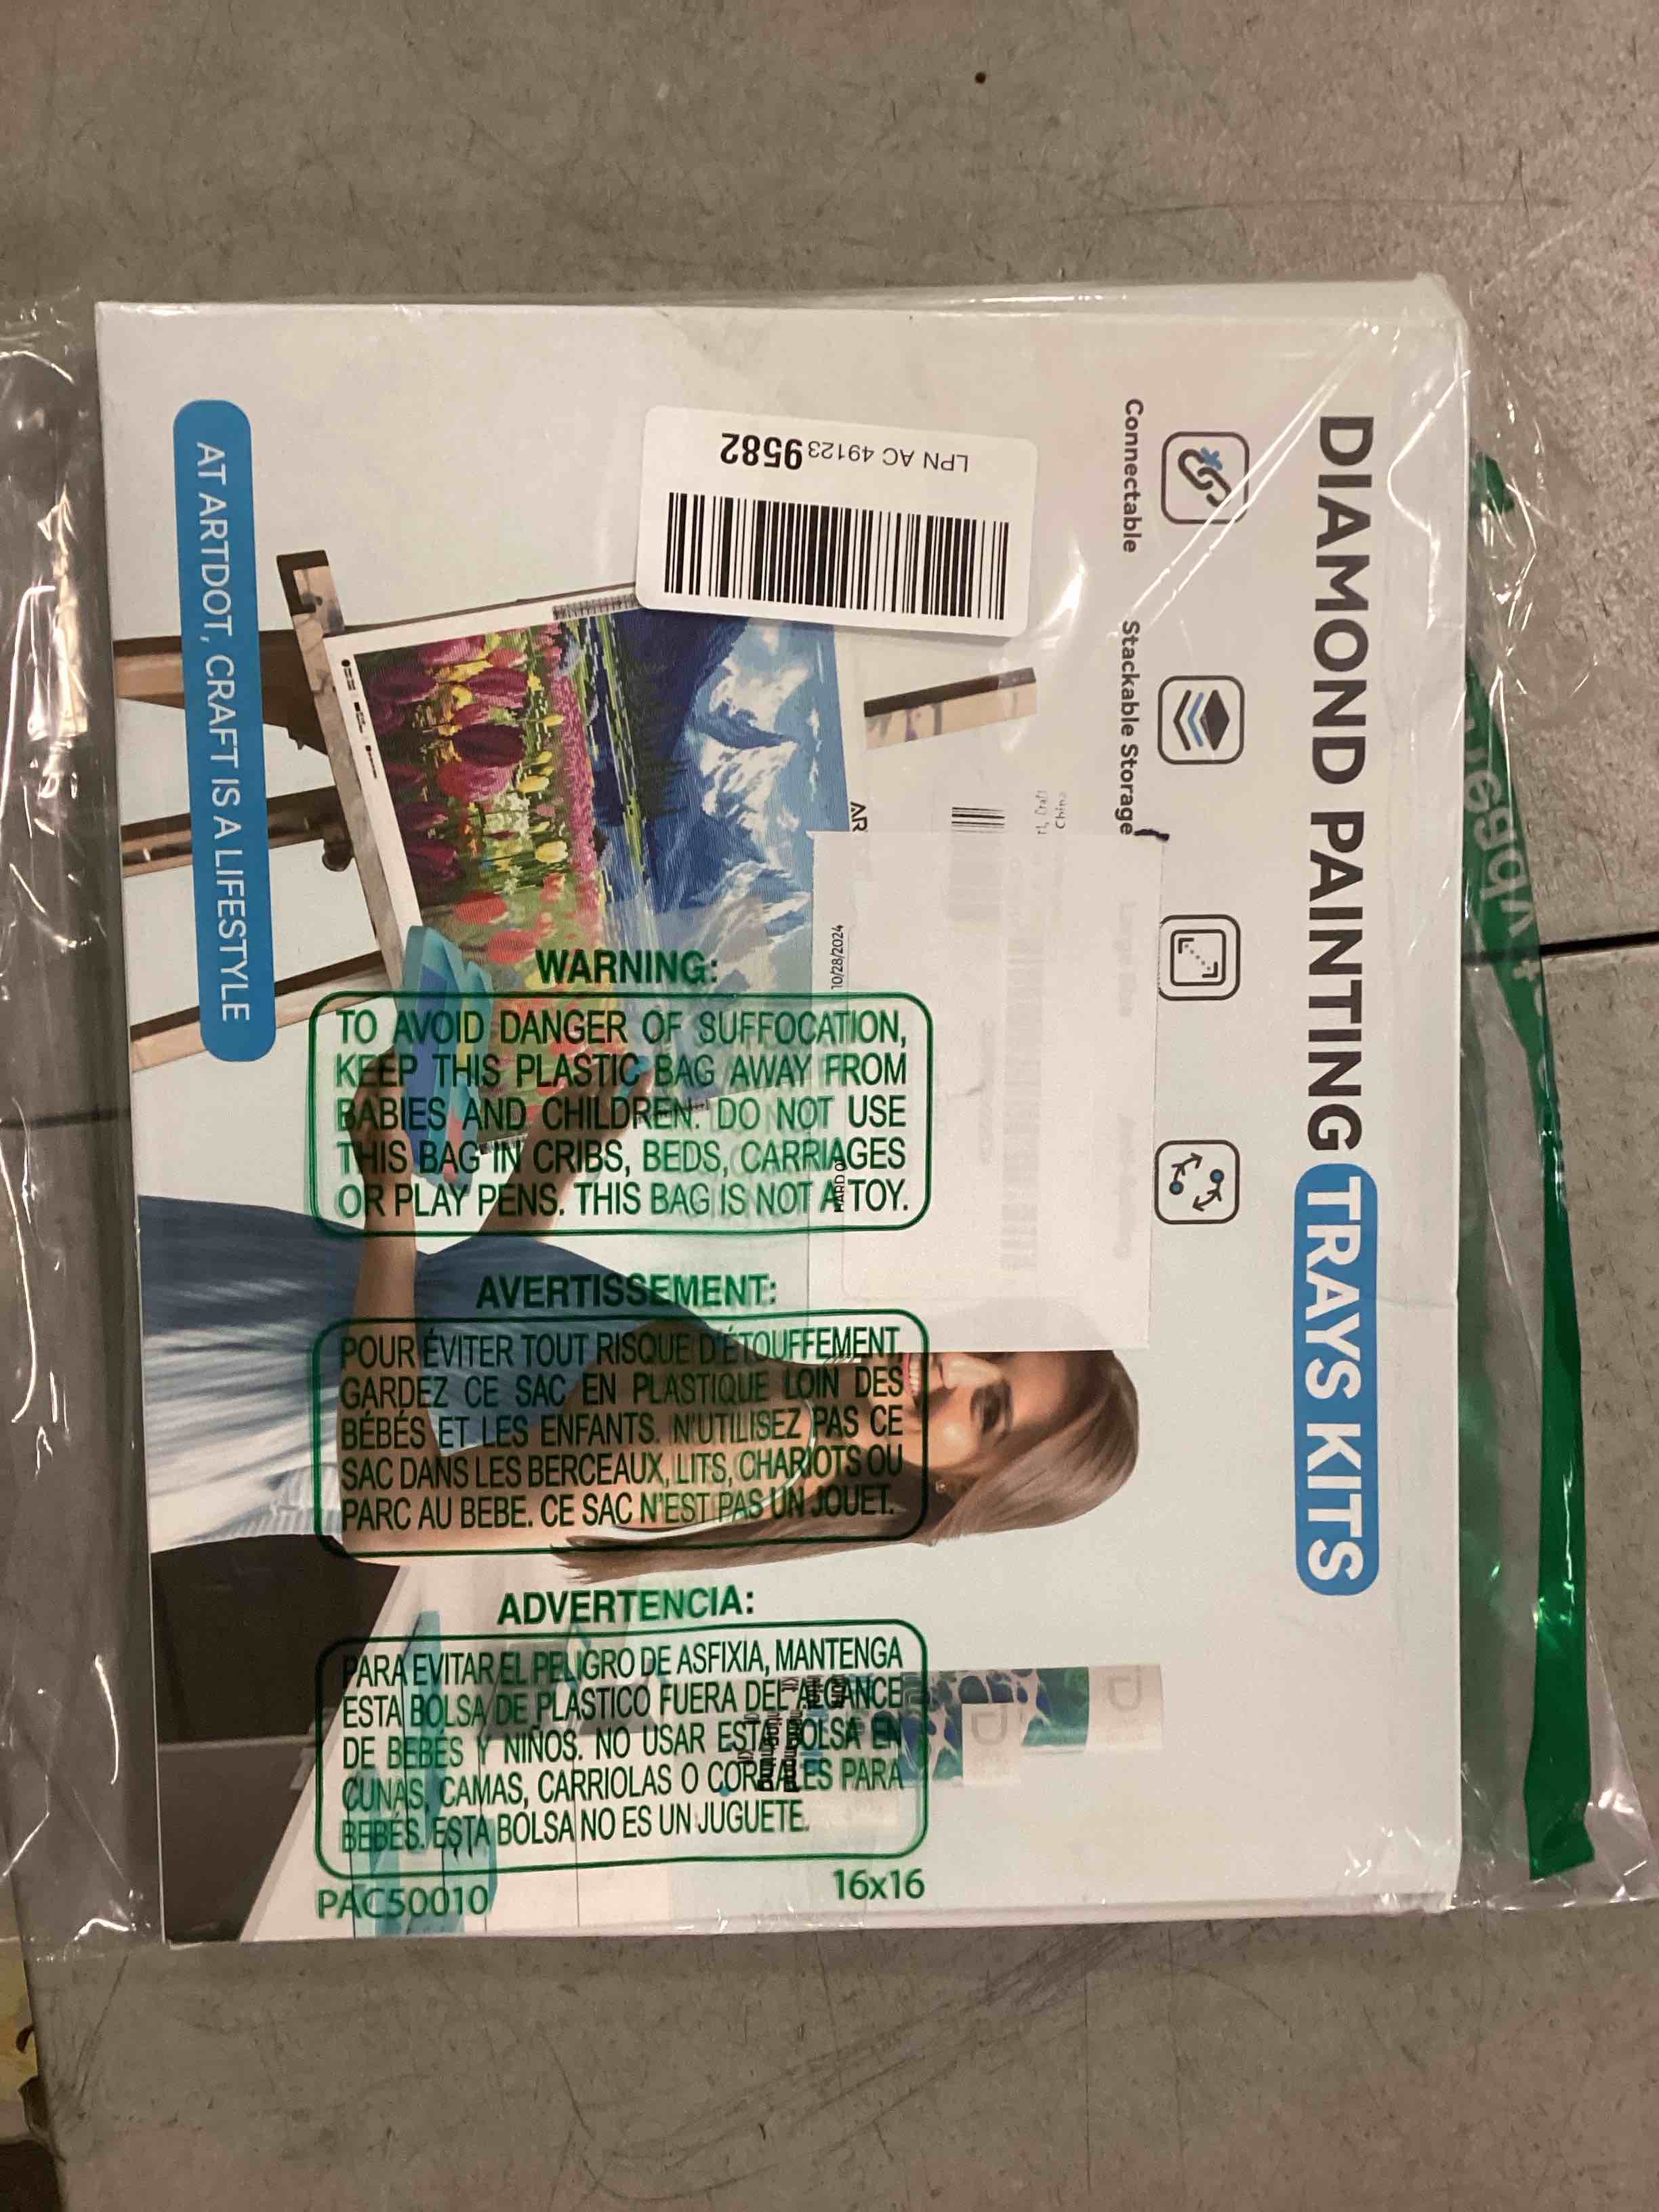 DIAMOND PAINTING TRAYS KITS
Connectable
Stackable Storage
Large Size
Anti-Spilling
LPN AC 491239582
AR
10/28/2024
AT ARTDOT, CRAFT IS A LIFESTYLE
WARNING:
TO AVOID DANGER OF SUFFOCATION,
KEEP THIS PLASTIC BAG AWAY FROM
BABIES AND CHILDREN. DO NOT USE
THIS BAG IN CRIBS, BEDS, CARRIAGES
OR PLAY PENS. THIS BAG IS NOT A TOY.
AVERTISSEMENT:
POUR ÉVITER TOUT RISQUE D'ÉTOUFFEMENT,
GARDEZ CE SAC EN PLASTIQUE LOIN DES
BÉBÉS ET LES ENFANTS. N'UTILISEZ PAS CE
SAC DANS LES BERCEAUX, LITS, CHARIOTS OU
PARC AU BEBE. CE SAC N'EST PAS UN JOUET.
ADVERTENCIA:
PARA EVITAR EL PELIGRO DE ASFIXIA, MANTENGA
ESTA BOLSA DE PLASTICO FUERA DEL ALCANCE
DE BEBÉS Y NIÑOS. NO USAR ESTA BOLSA EN
CUNAS, CAMAS, CARRIOLAS O CORRALES PARA
BEBÉS. ESTA BOLSA NO ES UN JUGUETE.
PAC50010
16x16